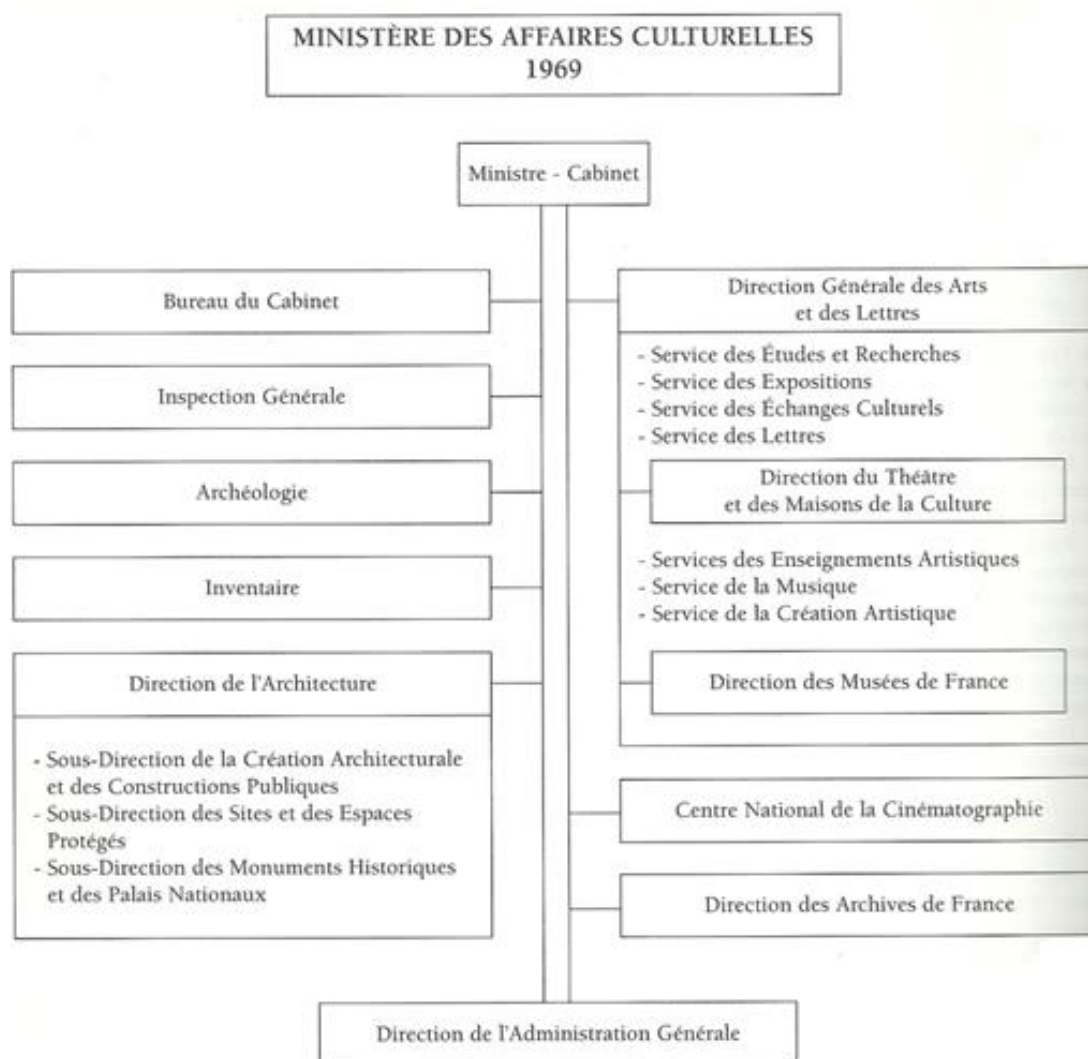 MINISTÈRE DES AFFAIRES CULTURELLES
1969
Ministre - Cabinet
Bureau du Cabinet
Inspection Générale
Archéologie
Inventaire
Direction de l'Architecture
- Sous-Direction de la Création Architecturale
et des Constructions Publiques
- Sous-Direction des Sites et des Espaces
Protégés
- Sous-Direction des Monuments Historiques
et des Palais Nationaux
Direction Générale des Arts
et des Lettres
- Service des Études et Recherches
- Service des Expositions
- Service des Échanges Culturels
- Service des Lettres
Direction du Théâtre
et des Maisons de la Culture
- Services des Enseignements Artistiques
- Service de la Musique
- Service de la Création Artistique
Direction des Musées de France
Centre National de la Cinématographie
Direction des Archives de France
Direction de l'Administration Générale